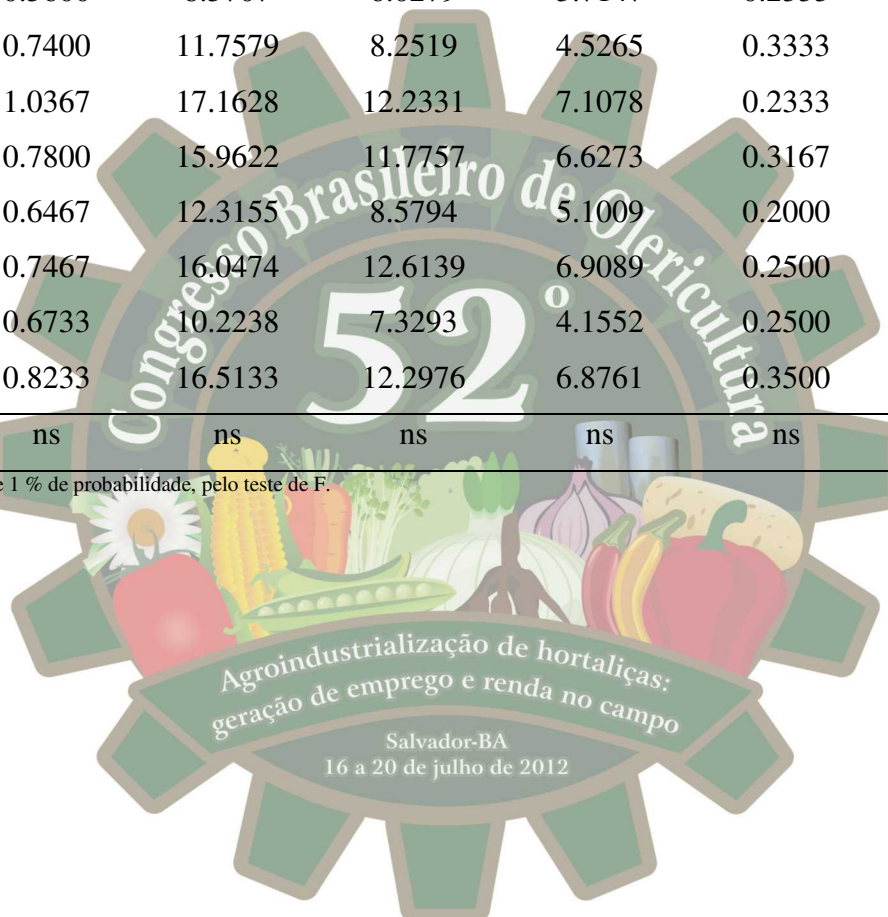 0.7400 11.7579 8.2519 4.5265 0.3333
1.0367 17.1628 12.2331 7.1078 0.2333
0.7800 15.9622 11.7757 6.6273 0.3167
0.6467 12.3155 8.5794 5.1009 0.2000
0.7467 16.0474 12.6139 6.9089 0.2500
0.6733 10.2238 7.3293 4.1552 0.2500
0.8233 16.5133 12.2976 6.8761 0.3500
ns ns ns ns ns
1 % de probabilidade, pelo teste de F.
Congresso Brasileiro de Olericultura
52º
Agroindustrialização de hortaliças:
geração de emprego e renda no campo
Salvador-BA
16 a 20 de julho de 2012